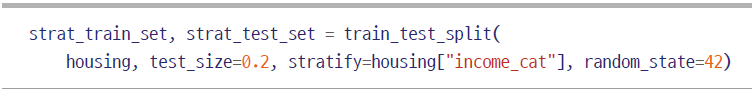 strat_train_set, strat_test_set = train_test_split(
    housing, test_size=0.2, stratify=housing["income_cat"], random_state=42)